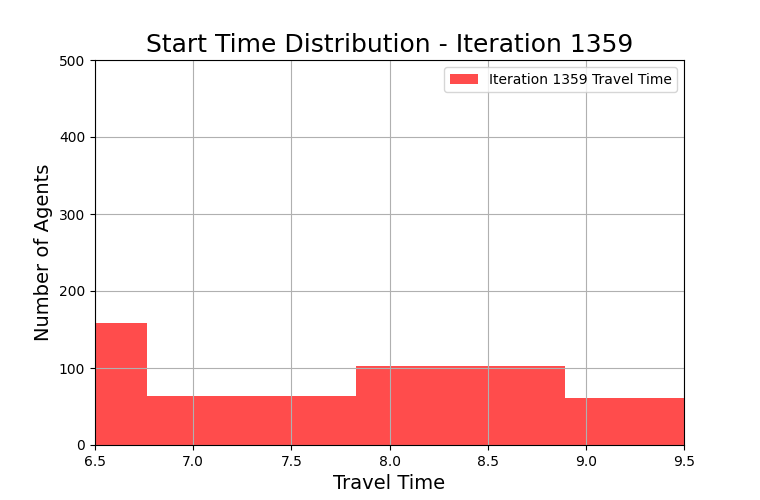 Start Time Distribution - Iteration 1359
Iteration 1359 Travel Time
Number of Agents
500
400
300
200
100
0
6.5 7.0 7.5 8.0 8.5 9.0 9.5
Travel Time